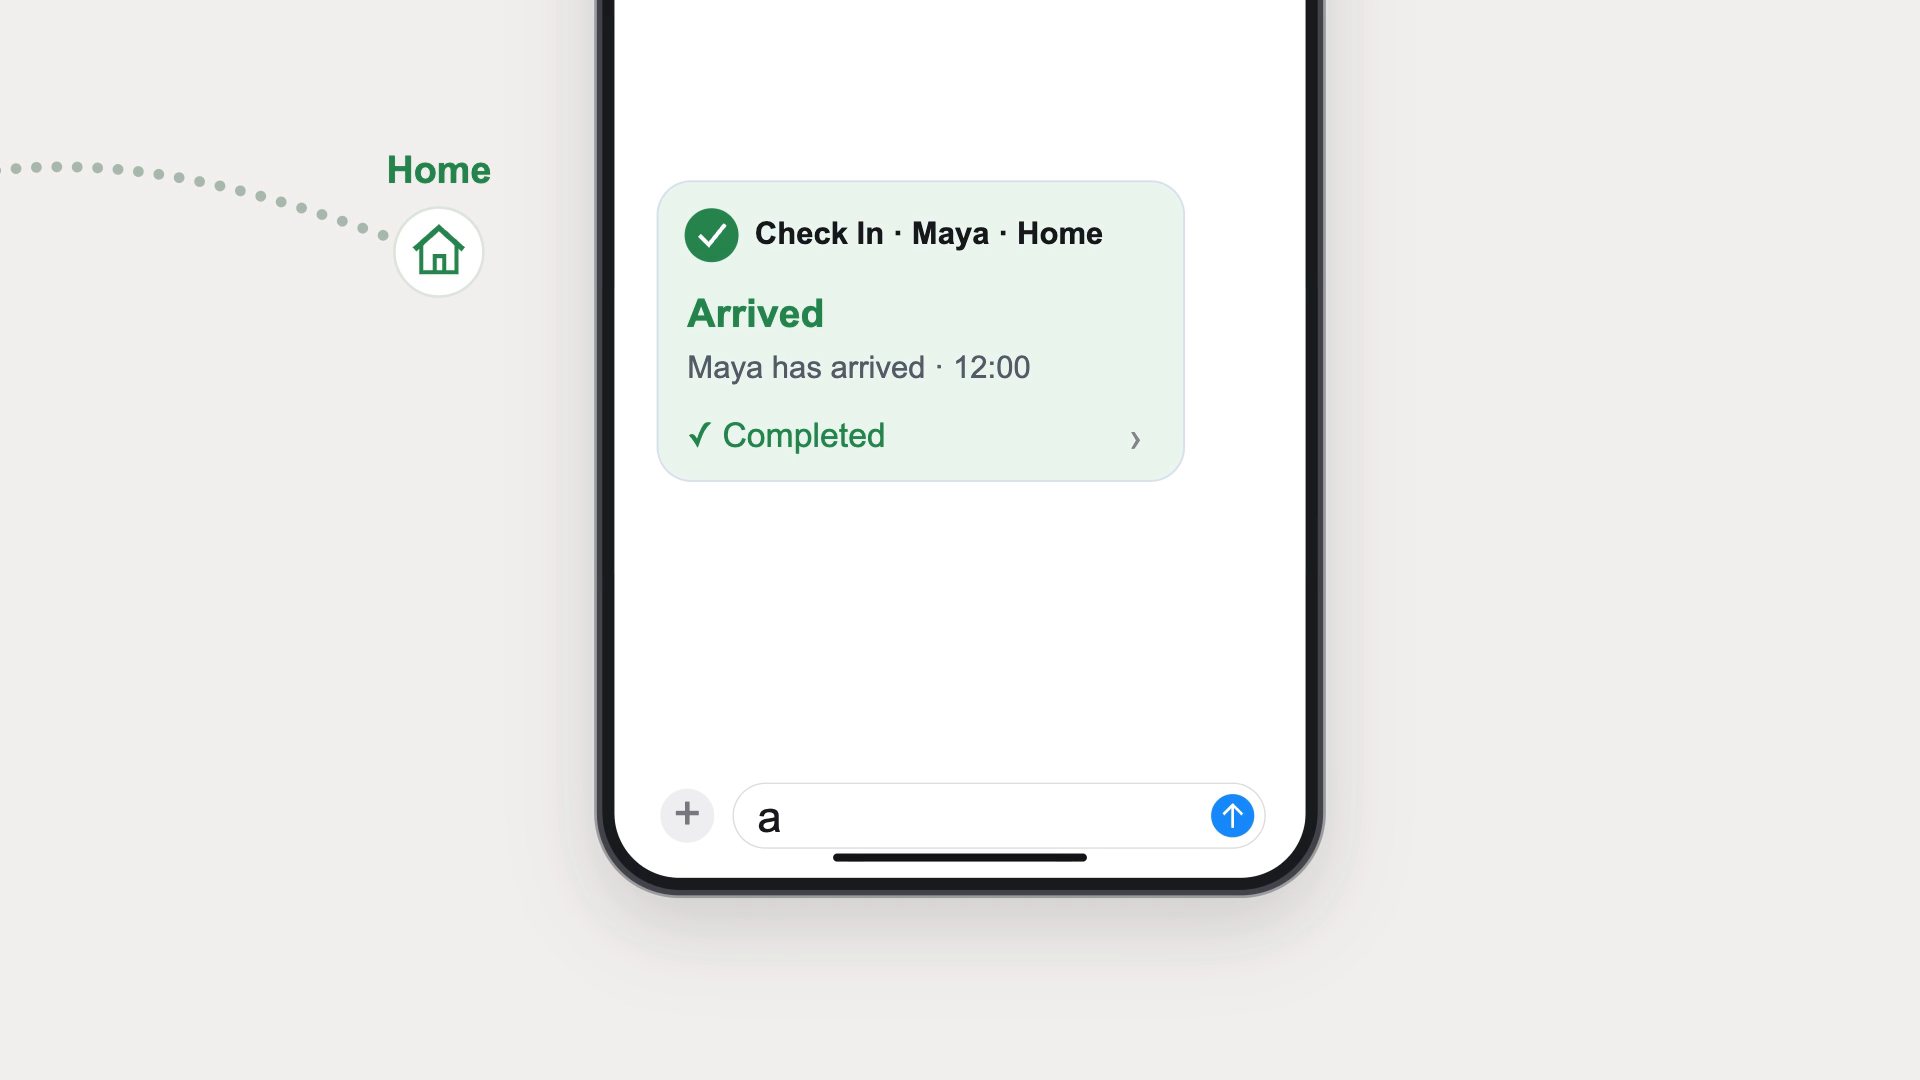 Home
Check In · Maya · Home
Arrived
Maya has arrived · 12:00
✓ Completed ›
+ a